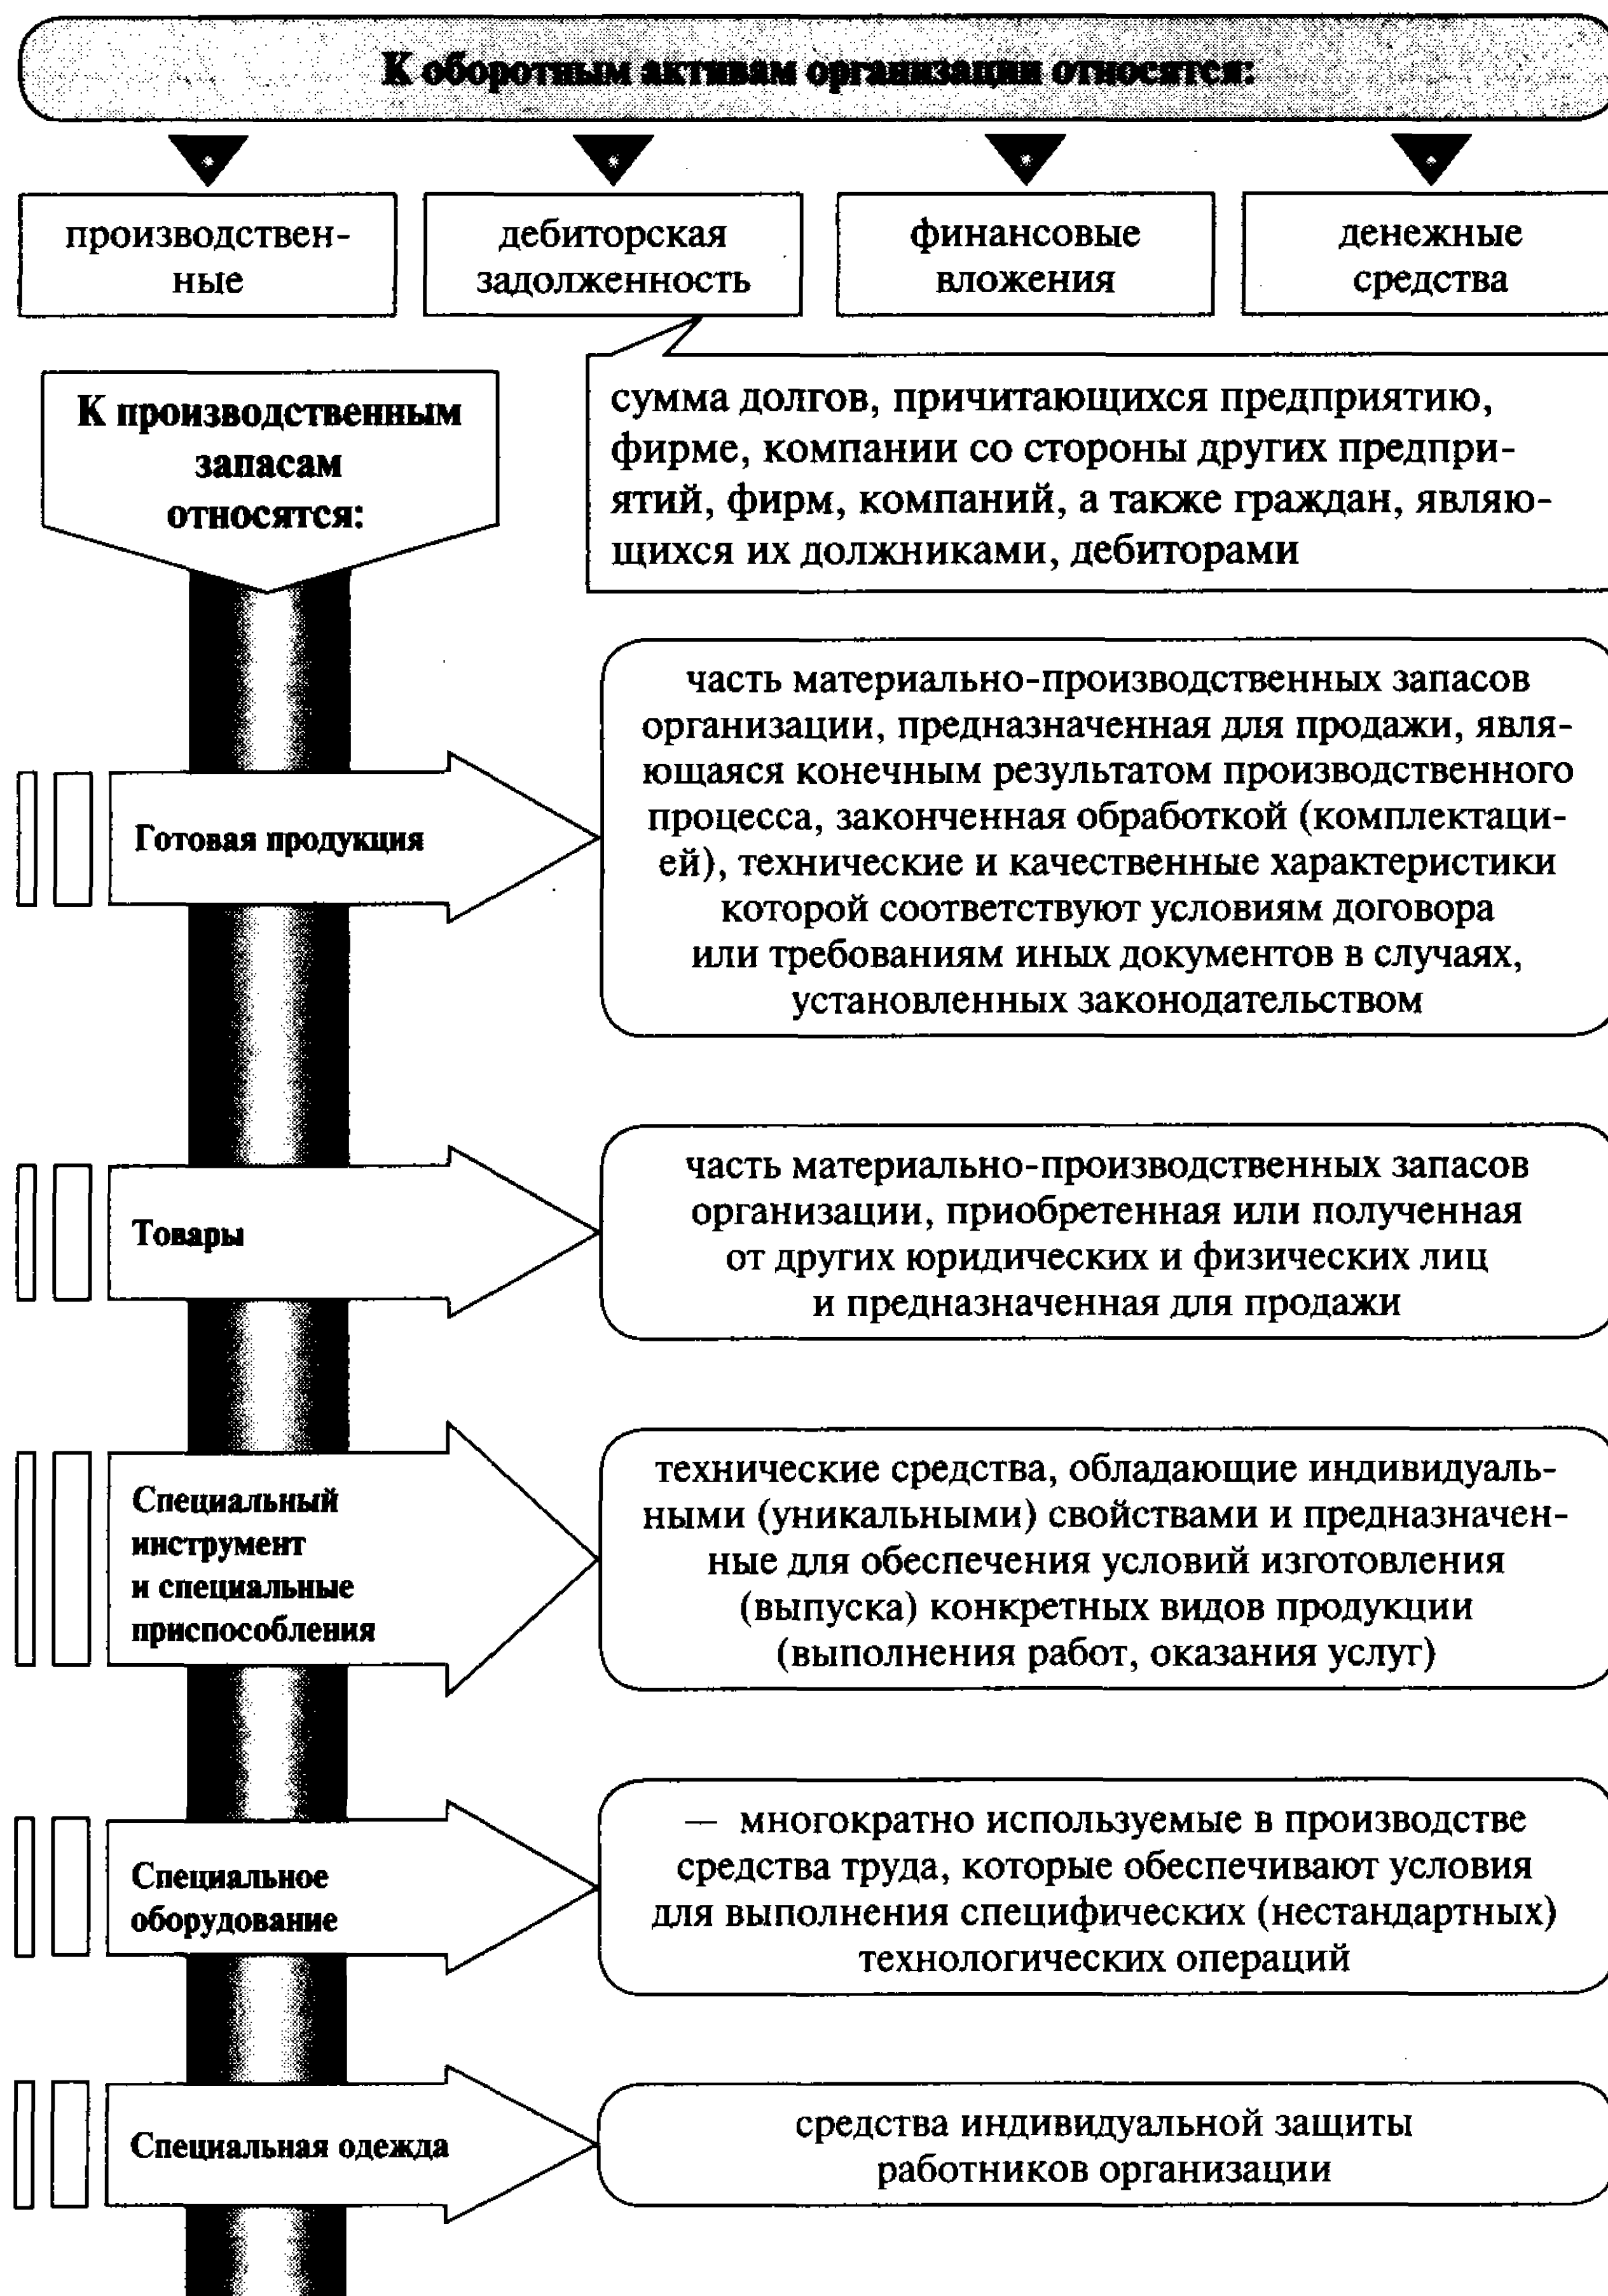 К оборотным активам организации относятся:
производствен-
ные
дебиторская
задолженность
финансовые
вложения
денежные
средства
сумма долгов, причитающихся предприятию,
фирме, компании со стороны других предпри-
ятий, фирм, компаний, а также граждан, являю-
щихся их должниками, дебиторами
К производственным
запасам
относятся:
Готовая продукция
часть материально-производственных запасов
организации, предназначенная для продажи, явля-
ющаяся конечным результатом производственного
процесса, законченная обработкой (комплектаци-
ей), технические и качественные характеристики
которой соответствуют условиям договора
или требованиям иных документов в случаях,
установленных законодательством
Товары
часть материально-производственных запасов
организации, приобретенная или полученная
от других юридических и физических лиц
и предназначенная для продажи
Специальный
инструмент
и специальные
приспособления
технические средства, обладающие индивидуаль-
ными (уникальными) свойствами и предназначен-
ные для обеспечения условий изготовления
(выпуска) конкретных видов продукции
(выполнения работ, оказания услуг)
Специальное
оборудование
— многократно используемые в производстве
средства труда, которые обеспечивают условия
для выполнения специфических (нестандартных)
технологических операций
Специальная одежда
средства индивидуальной защиты
работников организации